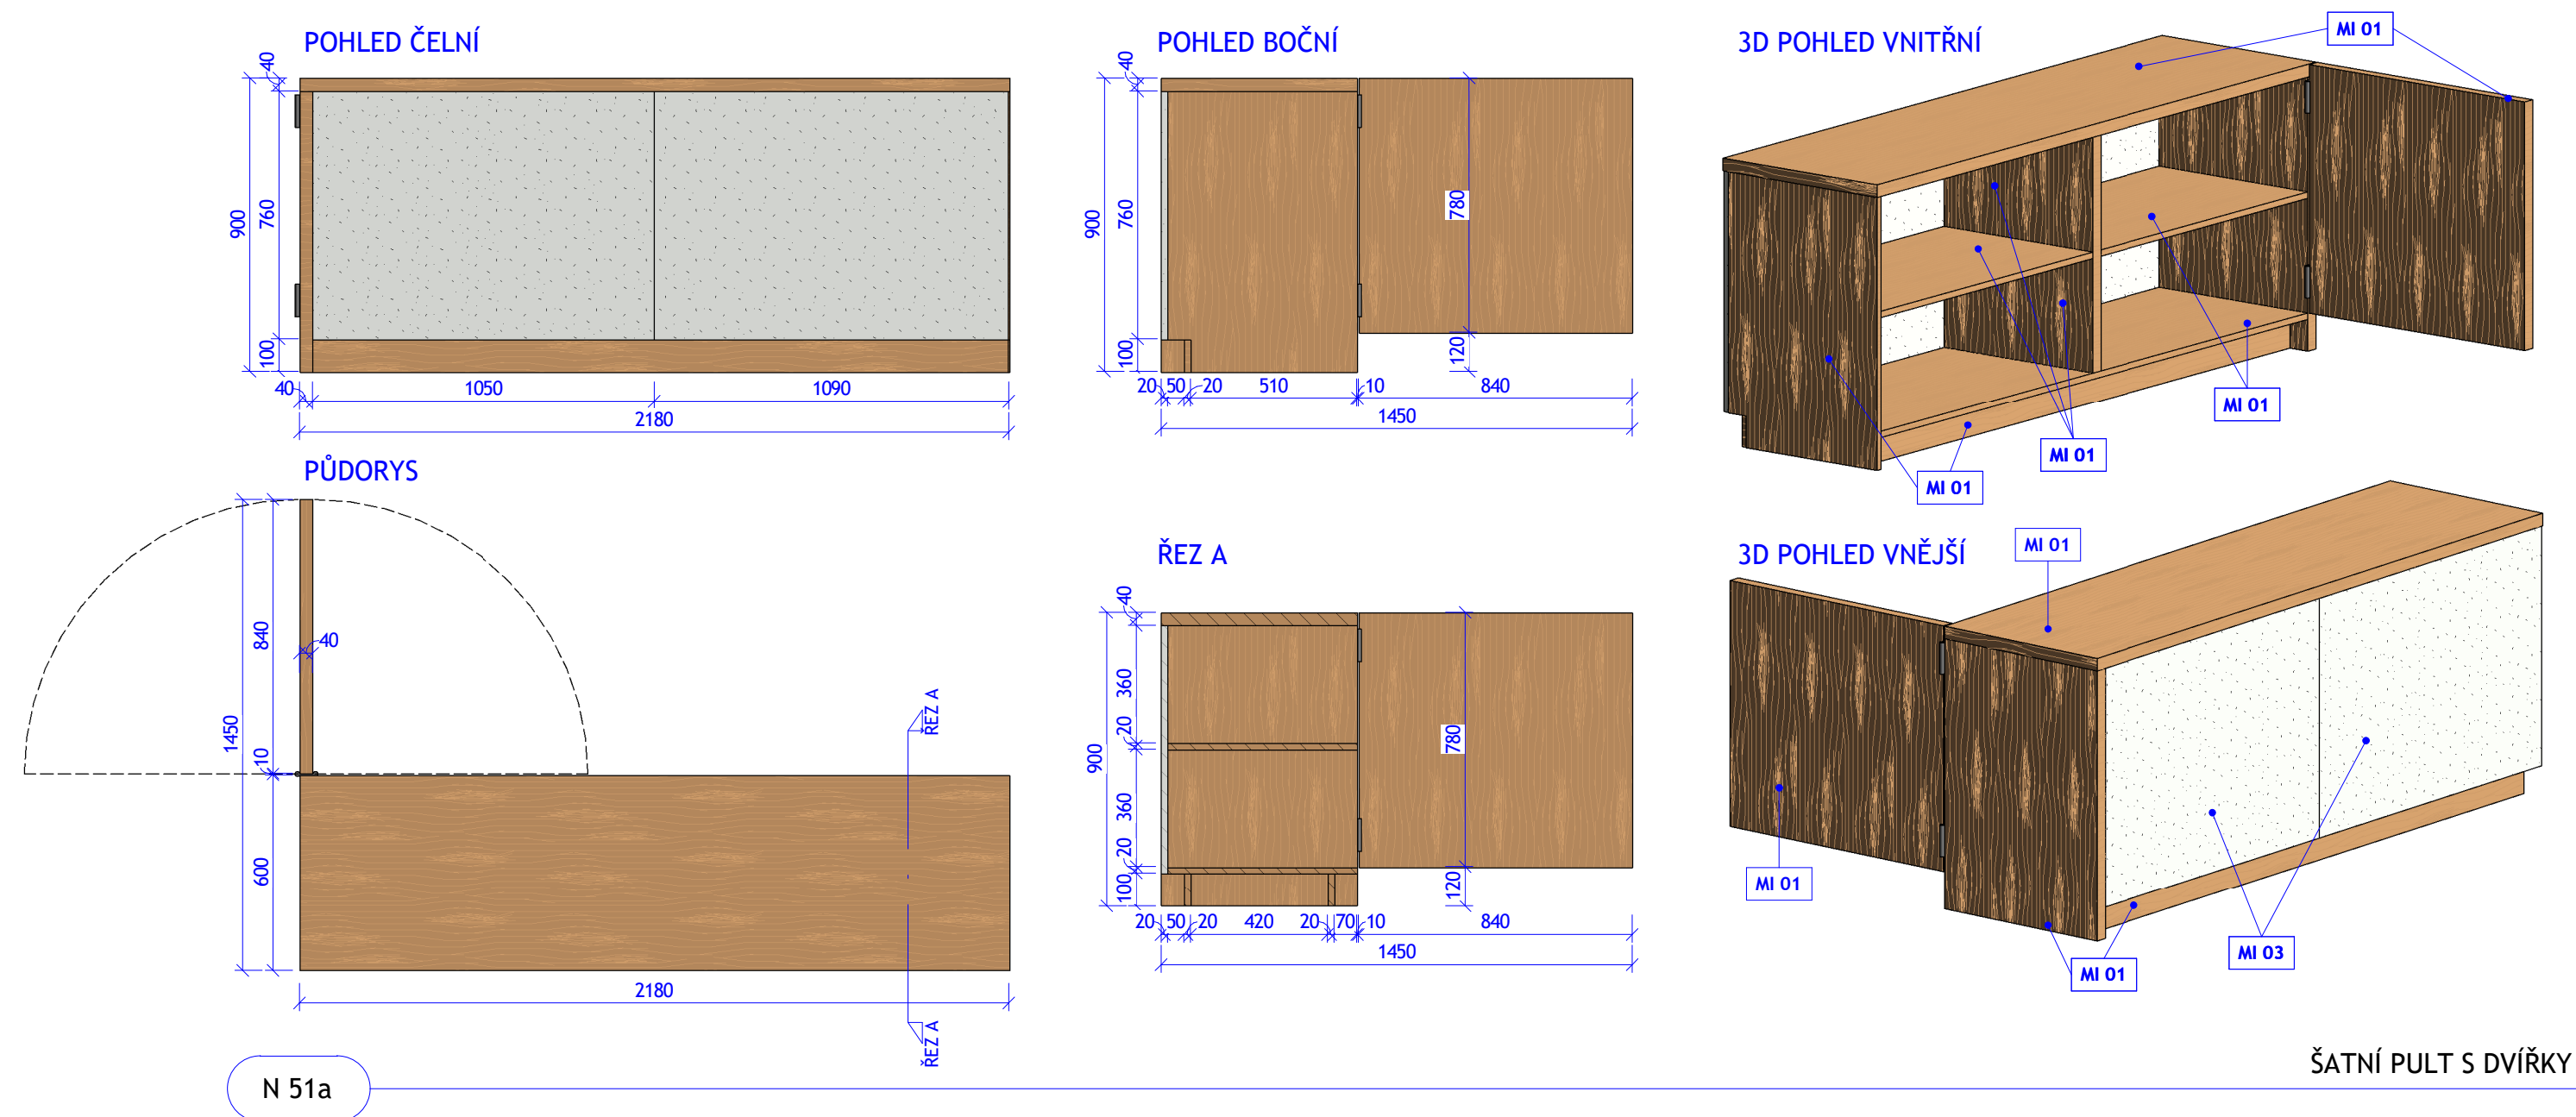 POHLED ČELNÍ
40
900
760
100
40
1050
1090
2180
POHLED BOČNÍ
40
900
760
100
780
120
20
50
20
510
10
840
1450
3D POHLED VNITŘNÍ
MI 01
MI 01
MI 01
MI 01
PŮDORYS
1450
840
10
600
40
2180
ŘEZ A
ŘEZ A
ŘEZ A
40
900
360
20
360
20
100
780
120
20
50
20
420
20
70
10
840
1450
3D POHLED VNĚJŠÍ
MI 01
MI 01
MI 01
MI 03
N 51a
ŠATNÍ PULT S DVÍŘKY